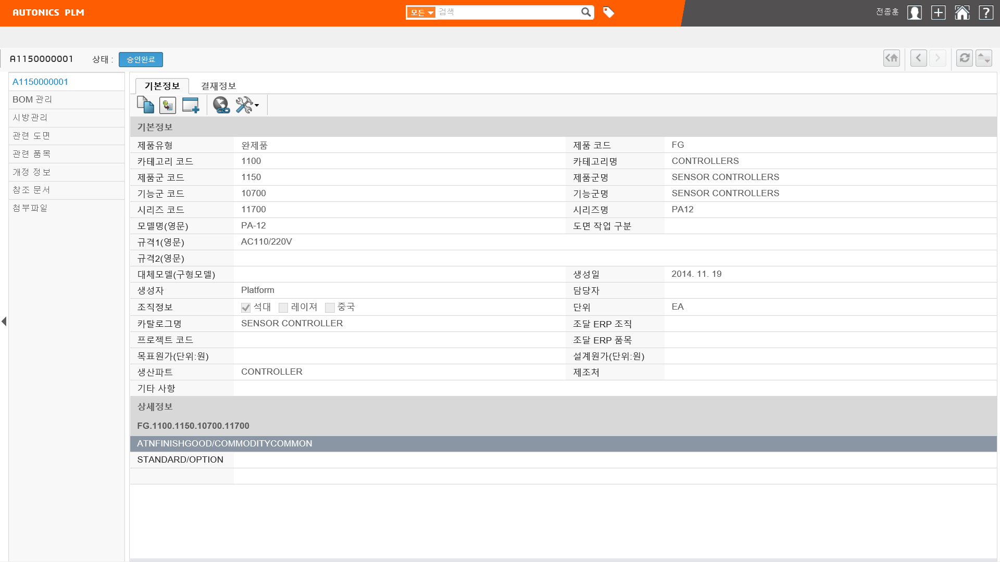 AUTONICS PLM
모든 검색
전종훈
A1150000001 상태 : 승인완료
A1150000001
BOM 관리
시방관리
관련 도면
관련 품목
개정 정보
참조 문서
첨부파일
기본정보 결재정보
기본정보
제품유형 완제품 제품 코드 FG
카테고리 코드 1100 카테고리명 CONTROLLERS
제품군 코드 1150 제품군명 SENSOR CONTROLLERS
기능군 코드 10700 기능군명 SENSOR CONTROLLERS
시리즈 코드 11700 시리즈명 PA12
모델명(영문) PA-12 도면 작업 구분
규격1(영문) AC110/220V
규격2(영문)
대체모델(구형모델) 생성일 2014. 11. 19
생성자 Platform 담당자
조직정보 석대 레이져 중국 단위 EA
카탈로그명 SENSOR CONTROLLER 조달 ERP 조직
프로젝트 코드 조달 ERP 품목
목표원가(단위:원) 설계원가(단위:원)
생산파트 CONTROLLER 제조처
기타 사항
상세정보
FG.1100.1150.10700.11700
ATNFINISHGOOD/COMMODITYCOMMON
STANDARD/OPTION